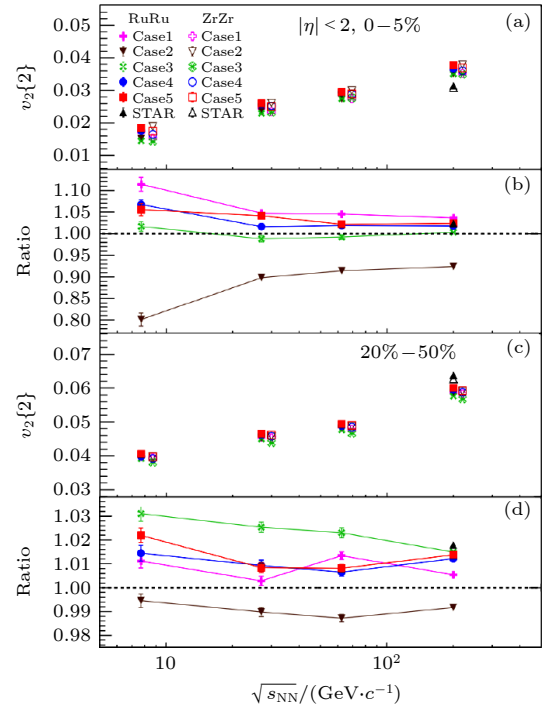 |η| < 2, 0−5% (a)
RuRu ZrZr
Case1 Case1
Case2 Case2
Case3 Case3
Case4 Case4
Case5 Case5
STAR STAR
v₂{2}
0.05
0.04
0.03
0.02
0.01
(b)
Ratio
1.10
1.05
1.00
0.95
0.90
0.85
0.80
20%−50% (c)
v₂{2}
0.07
0.06
0.05
0.04
0.03
(d)
Ratio
1.03
1.02
1.01
1.00
0.99
0.98
10 10²
√s_NN/(GeV·c⁻¹)